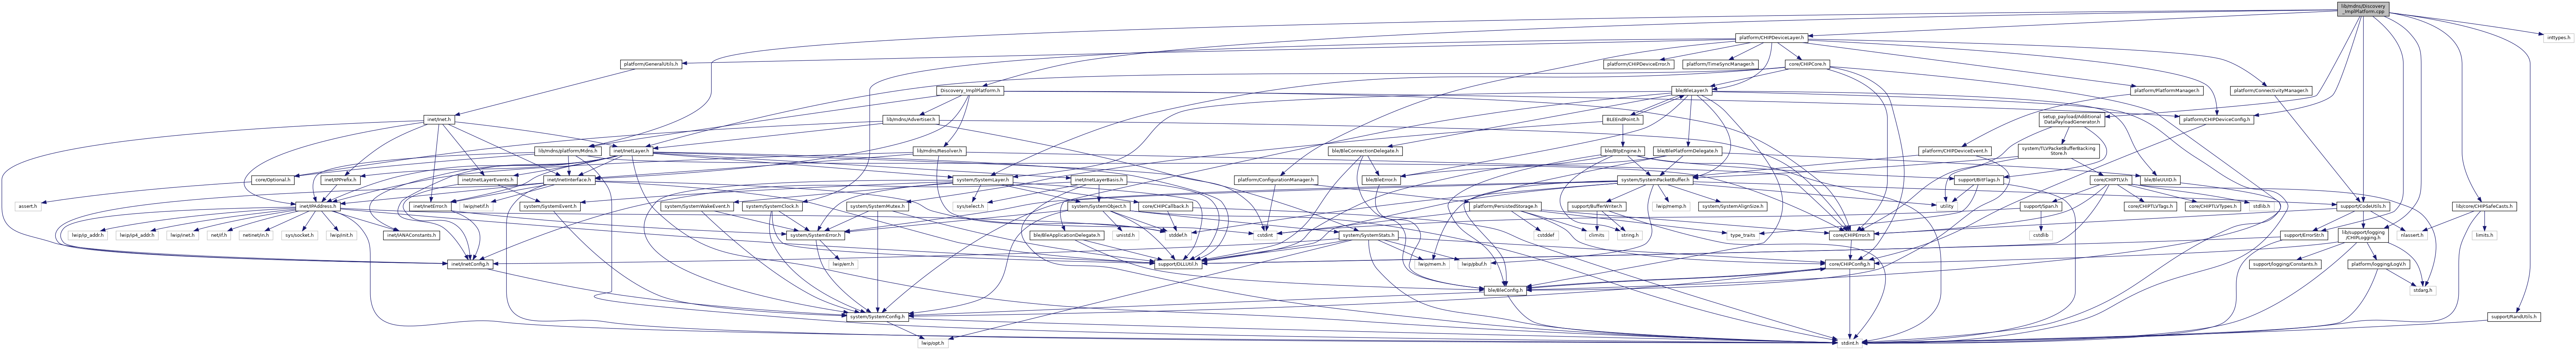 lib/mdns/Discovery
_ImplPlatform.cpp
platform/CHIPDeviceLayer.h
inttypes.h
platform/GeneralUtils.h
platform/CHIPDeviceError.h
platform/TimeSyncManager.h
core/CHIPCore.h
Discovery_ImplPlatform.h
ble/BleLayer.h
platform/PlatformManager.h
platform/ConnectivityManager.h
inet/Inet.h
lib/mdns/Advertiser.h
BLEEndPoint.h
setup_payload/Additional
DataPayloadGenerator.h
platform/CHIPDeviceConfig.h
lib/mdns/platform/Mdns.h
inet/InetLayer.h
lib/mdns/Resolver.h
ble/BleConnectionDelegate.h
ble/BtpEngine.h
ble/BlePlatformDelegate.h
platform/CHIPDeviceEvent.h
system/TLVPacketBufferBacking
Store.h
core/Optional.h
inet/IPPrefix.h
inet/InetLayerEvents.h
inet/InetInterface.h
system/SystemLayer.h
inet/InetLayerBasis.h
platform/ConfigurationManager.h
ble/BleError.h
system/SystemPacketBuffer.h
support/BitFlags.h
core/CHIPTLV.h
ble/BleUUID.h
assert.h
inet/IPAddress.h
inet/InetError.h
lwip/netif.h
system/SystemEvent.h
system/SystemWakeEvent.h
system/SystemClock.h
system/SystemMutex.h
sys/select.h
system/SystemObject.h
core/CHIPCallback.h
platform/PersistedStorage.h
support/BufferWriter.h
lwip/memp.h
system/SystemAlignSize.h
utility
support/Span.h
core/CHIPTLVTags.h
core/CHIPTLVTypes.h
stdlib.h
support/CodeUtils.h
lib/core/CHIPSafeCasts.h
lwip/ip_addr.h
lwip/ip4_addr.h
lwip/inet.h
net/if.h
netinet/in.h
sys/socket.h
lwip/init.h
inet/IANAConstants.h
system/SystemError.h
ble/BleApplicationDelegate.h
unistd.h
stddef.h
cstdint
system/SystemStats.h
cstddef
climits
string.h
type_traits
core/CHIPError.h
cstdlib
support/ErrorStr.h
lib/support/logging
/CHIPLogging.h
nlassert.h
limits.h
inet/InetConfig.h
lwip/err.h
support/DLLUtil.h
lwip/mem.h
lwip/pbuf.h
core/CHIPConfig.h
support/logging/Constants.h
platform/logging/LogV.h
ble/BleConfig.h
stdarg.h
system/SystemConfig.h
support/RandUtils.h
lwip/opt.h
stdint.h